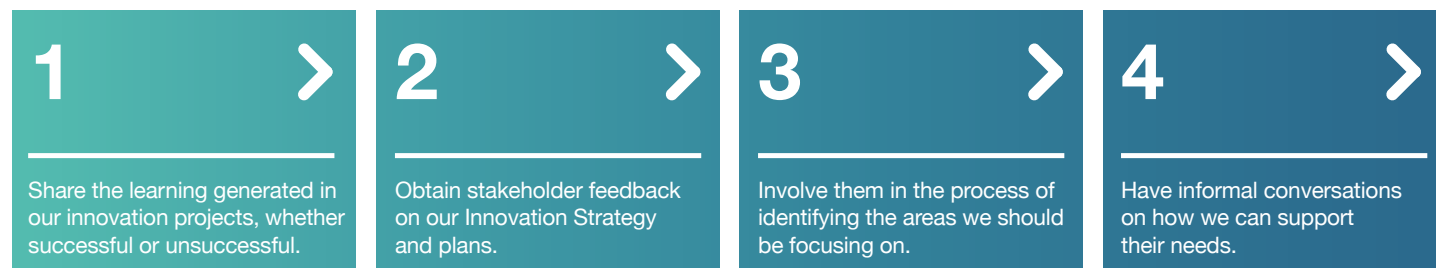 1
Share the learning generated in
our innovation projects, whether
successful or unsuccessful.
2
Obtain stakeholder feedback
on our Innovation Strategy
and plans.
3
Involve them in the process of
identifying the areas we should
be focusing on.
4
Have informal conversations
on how we can support
their needs.